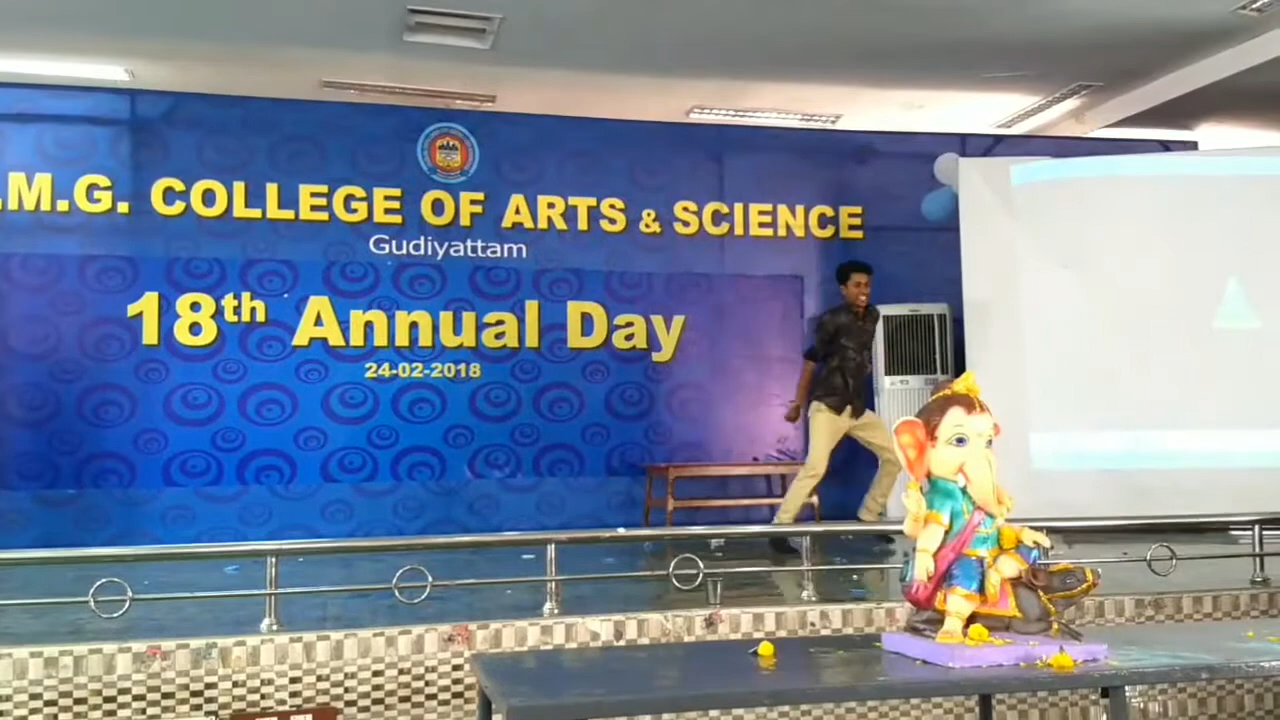 .M.G. COLLEGE OF ARTS & SCIENCE
Gudiyattam
18th Annual Day
24-02-2018